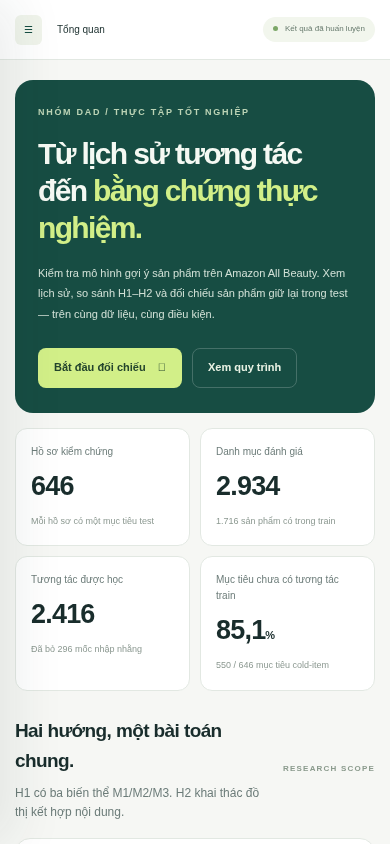 ☰ Tổng quan Kết quả đã huấn luyện
NHÓM DAD / THỰC TẬP TỐT NGHIỆP
Từ lịch sử tương tác
đến bằng chứng thực
nghiệm.
Kiểm tra mô hình gợi ý sản phẩm trên Amazon All Beauty. Xem
lịch sử, so sánh H1–H2 và đối chiếu sản phẩm giữ lại trong test
— trên cùng dữ liệu, cùng điều kiện.
Bắt đầu đối chiếu
Xem quy trình
Hồ sơ kiểm chứng
646
Mỗi hồ sơ có một mục tiêu test
Danh mục đánh giá
2.934
1.716 sản phẩm có trong train
Tương tác được học
2.416
Đã bỏ 296 mốc nhập nhằng
Mục tiêu chưa có tương tác
train
85,1%
550 / 646 mục tiêu cold-item
Hai hướng, một bài toán
chung.
RESEARCH SCOPE
H1 có ba biến thể M1/M2/M3. H2 khai thác đồ
thị kết hợp nội dung.